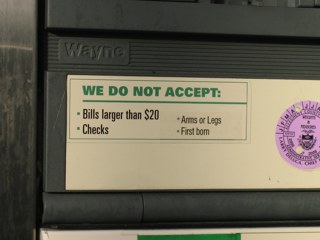 Wayne
WE DO NOT ACCEPT:
• Bills larger than $20
• Checks
• Arms or Legs
• First born